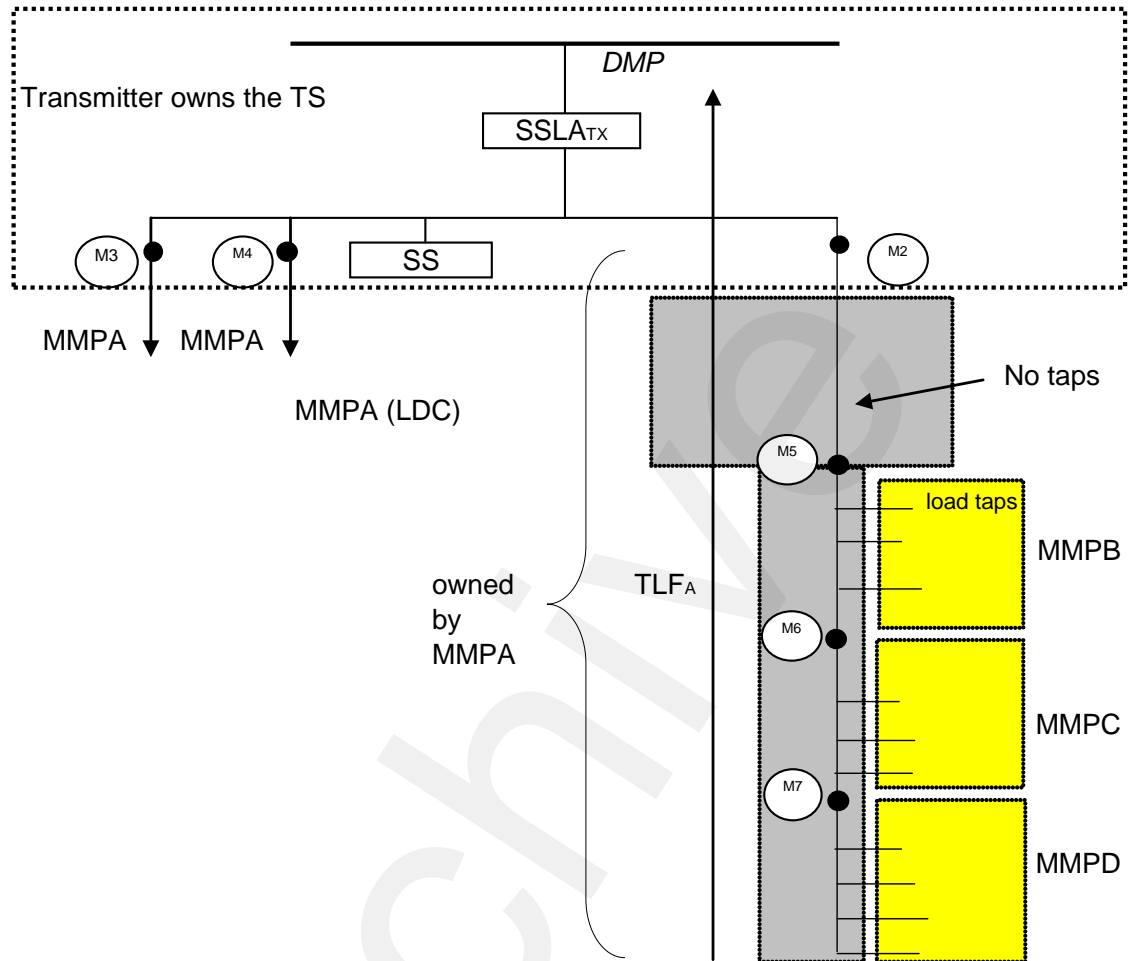 DMP
Transmitter owns the TS
SSLATX
M3
M4
SS
M2
MMPA
MMPA
No taps
MMPA (LDC)
M5
load taps
MMPB
owned
by
MMPA
TLFA
M6
MMPC
M7
MMPD
chive